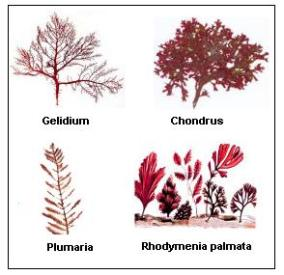 Gelidium
Chondrus
Plumaria
Rhodymenia palmata